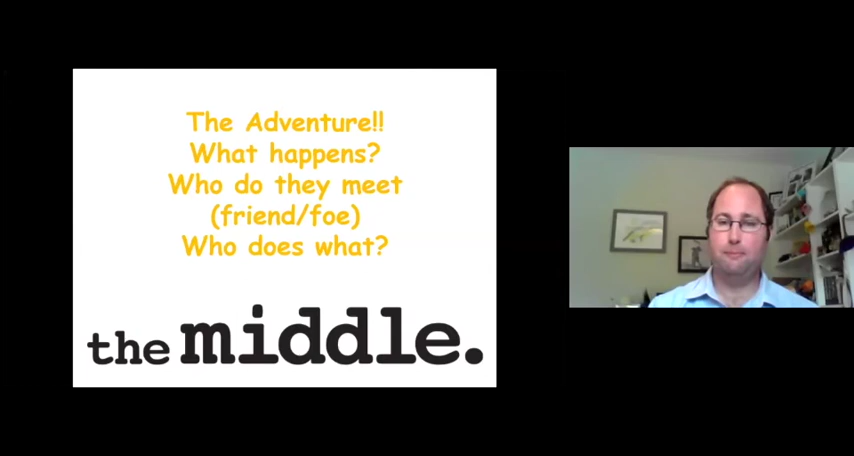 The Adventure!!
What happens?
Who do they meet
(friend/foe)
Who does what?
the middle.